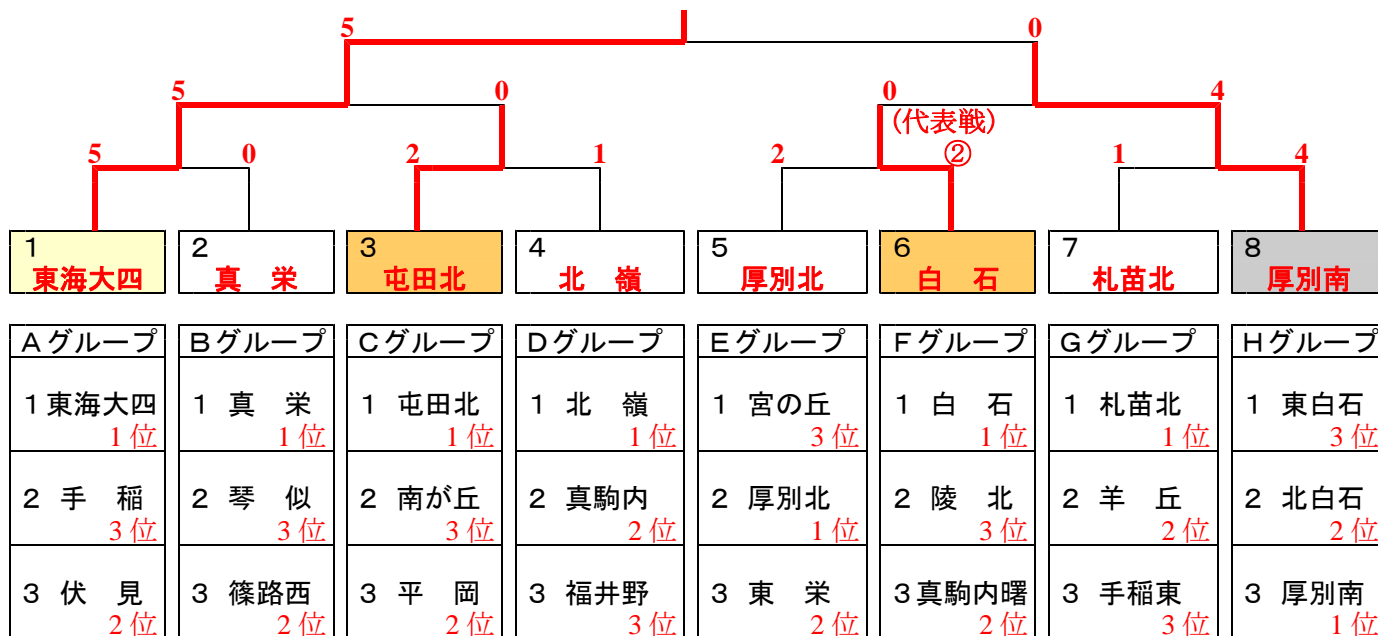 5 0
5 0 0 4
(代表戦)
5 0 2 1 2 ② 1 4
1 2 3 4 5 6 7 8
東海大四 真 栄 屯田北 北 嶺 厚別北 白 石 札苗北 厚別南
Aグループ Bグループ Cグループ Dグループ Eグループ Fグループ Gグループ Hグループ
1 東海大四 1 真 栄 1 屯田北 1 北 嶺 1 宮の丘 1 白 石 1 札苗北 1 東白石
1位 1位 1位 1位 3位 1位 1位 3位
2 手 稲 2 琴 似 2 南が丘 2 真駒内 2 厚別北 2 陵 北 2 羊 丘 2 北白石
3位 3位 3位 2位 1位 3位 2位 2位
3 伏 見 3 篠路西 3 平 岡 3 福井野 3 東 栄 3 真駒内曙 3 手稲東 3 厚別南
2位 2位 2位 3位 2位 2位 3位 1位